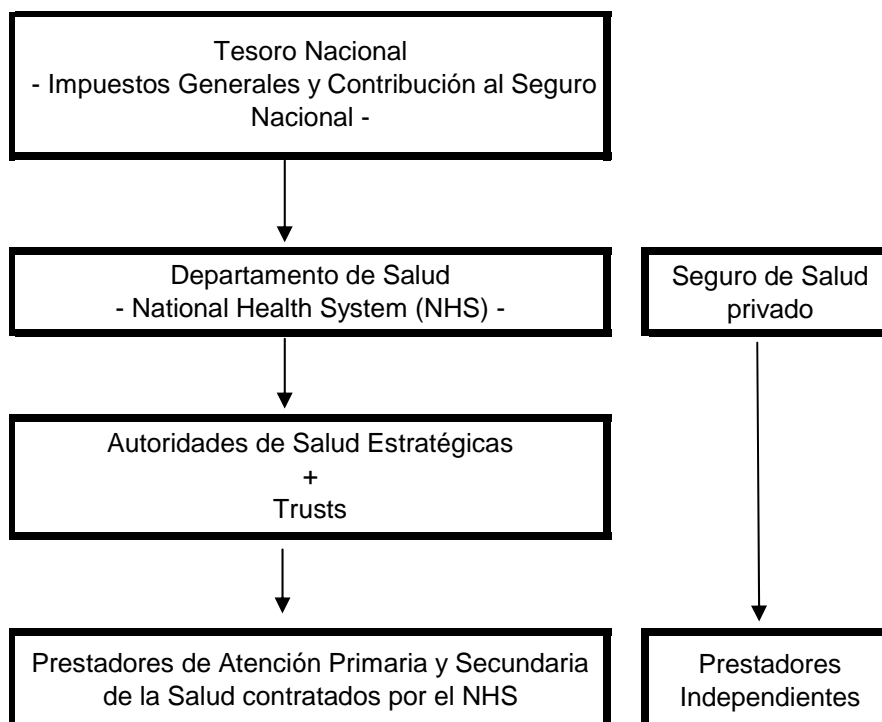 Tesoro Nacional
- Impuestos Generales y Contribución al Seguro
Nacional -
Departamento de Salud
- National Health System (NHS) -
Seguro de Salud
privado
Autoridades de Salud Estratégicas
+
Trusts
Prestadores de Atención Primaria y Secundaria
de la Salud contratados por el NHS
Prestadores
Independientes